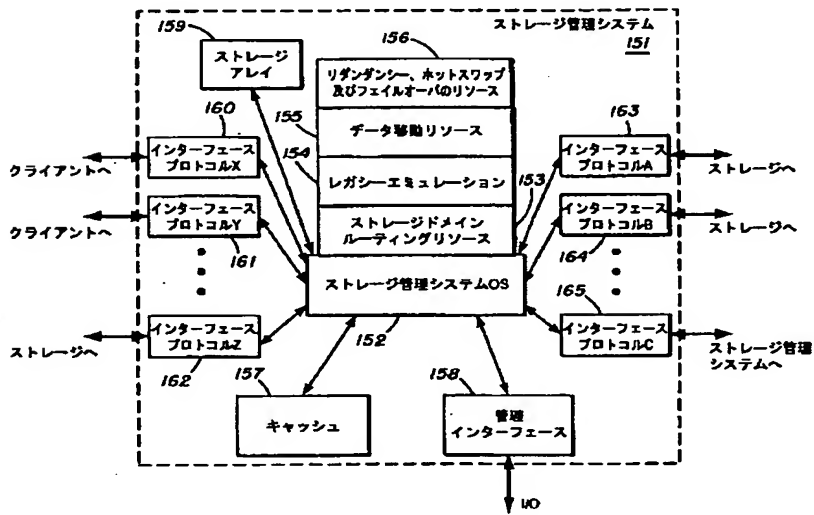 ストレージ管理システム
151
159
ストレージ
アレイ
156
リダンダンシー、ホットスワップ
及びフェイルオーバのリソース
155
データ移動リソース
154
レガシーエミュレーション
153
ストレージドメイン
ルーティングリソース
ストレージ管理システムOS
152
160
インターフェース
プロトコルX
クライアントへ
インターフェース
プロトコルY
161
クライアントへ
インターフェース
プロトコルZ
162
ストレージへ
163
インターフェース
プロトコルA
ストレージへ
インターフェース
プロトコルB
164
ストレージへ
165
インターフェース
プロトコルC
ストレージ管理
システムへ
157
キャッシュ
158
管理
インターフェース
I/O